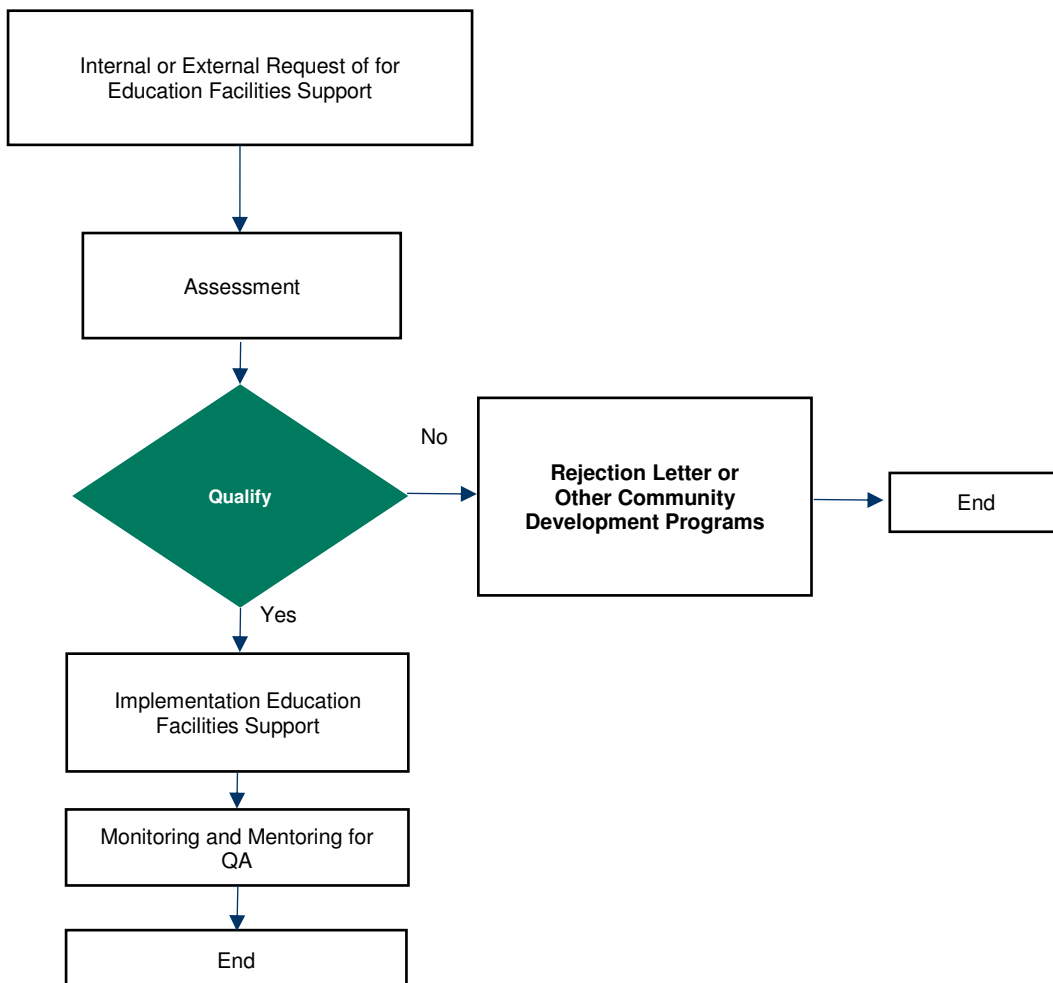 Internal or External Request of for
Education Facilities Support
Assessment
No
Qualify
Rejection Letter or
Other Community
Development Programs
End
Yes
Implementation Education
Facilities Support
Monitoring and Mentoring for
QA
End